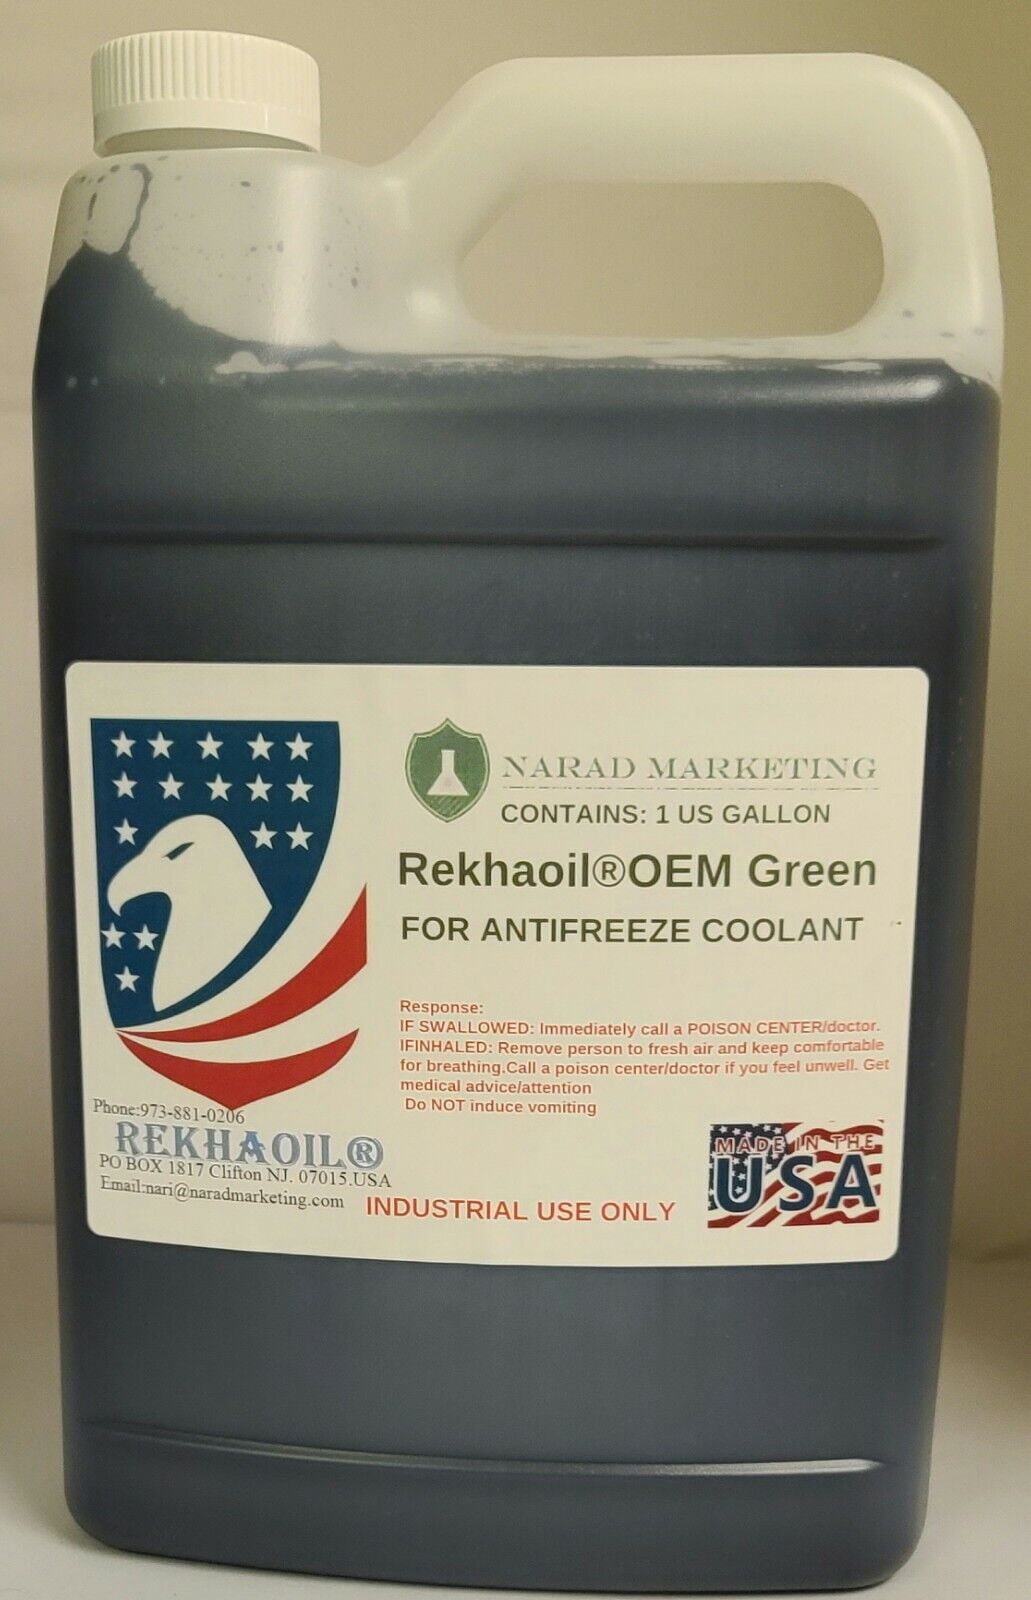 NARAD MARKETING
CONTAINS: 1 US GALLON
Rekhaoil®OEM Green
FOR ANTIFREEZE COOLANT
Response:
IF SWALLOWED: Immediately call a POISON CENTER/doctor.
IFINHALED: Remove person to fresh air and keep comfortable
for breathing.Call a poison center/doctor if you feel unwell. Get
medical advice/attention
Do NOT induce vomiting
Phone:973-881-0206
REKHAOIL®
PO BOX 1817 Clifton NJ. 07015.USA
Email:nari@naradmarketing.com
INDUSTRIAL USE ONLY
MADE IN THE
USA